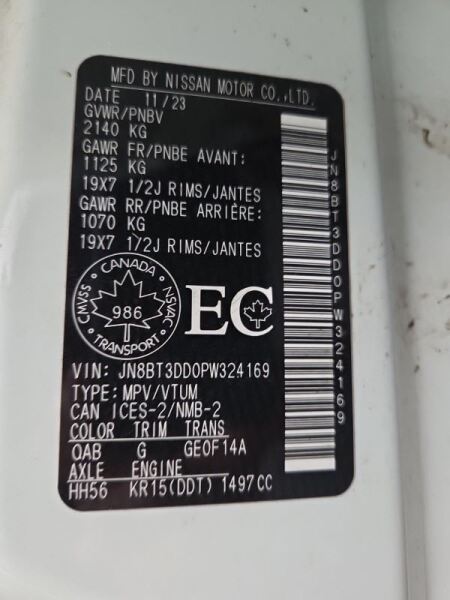 MFD BY NISSAN MOTOR CO.,LTD.
DATE 11/23
GVWR/PNBV
2140 KG
GAWR FR/PNBE AVANT:
1125 KG
19X7 1/2J RIMS/JANTES
GAWR RR/PNBE ARRIÈRE:
1070 KG
19X7 1/2J RIMS/JANTES
CANADA
CMVSS
NSVAC
986
TRANSPORT
EC
VIN: JN8BT3DD0PW324169
TYPE: MPV/VTUM
CAN ICES-2/NMB-2
COLOR TRIM TRANS
QAB G GE0F14A
AXLE ENGINE
HH56 KR15(DDT) 1497CC
JN8BT3DD0PW324169